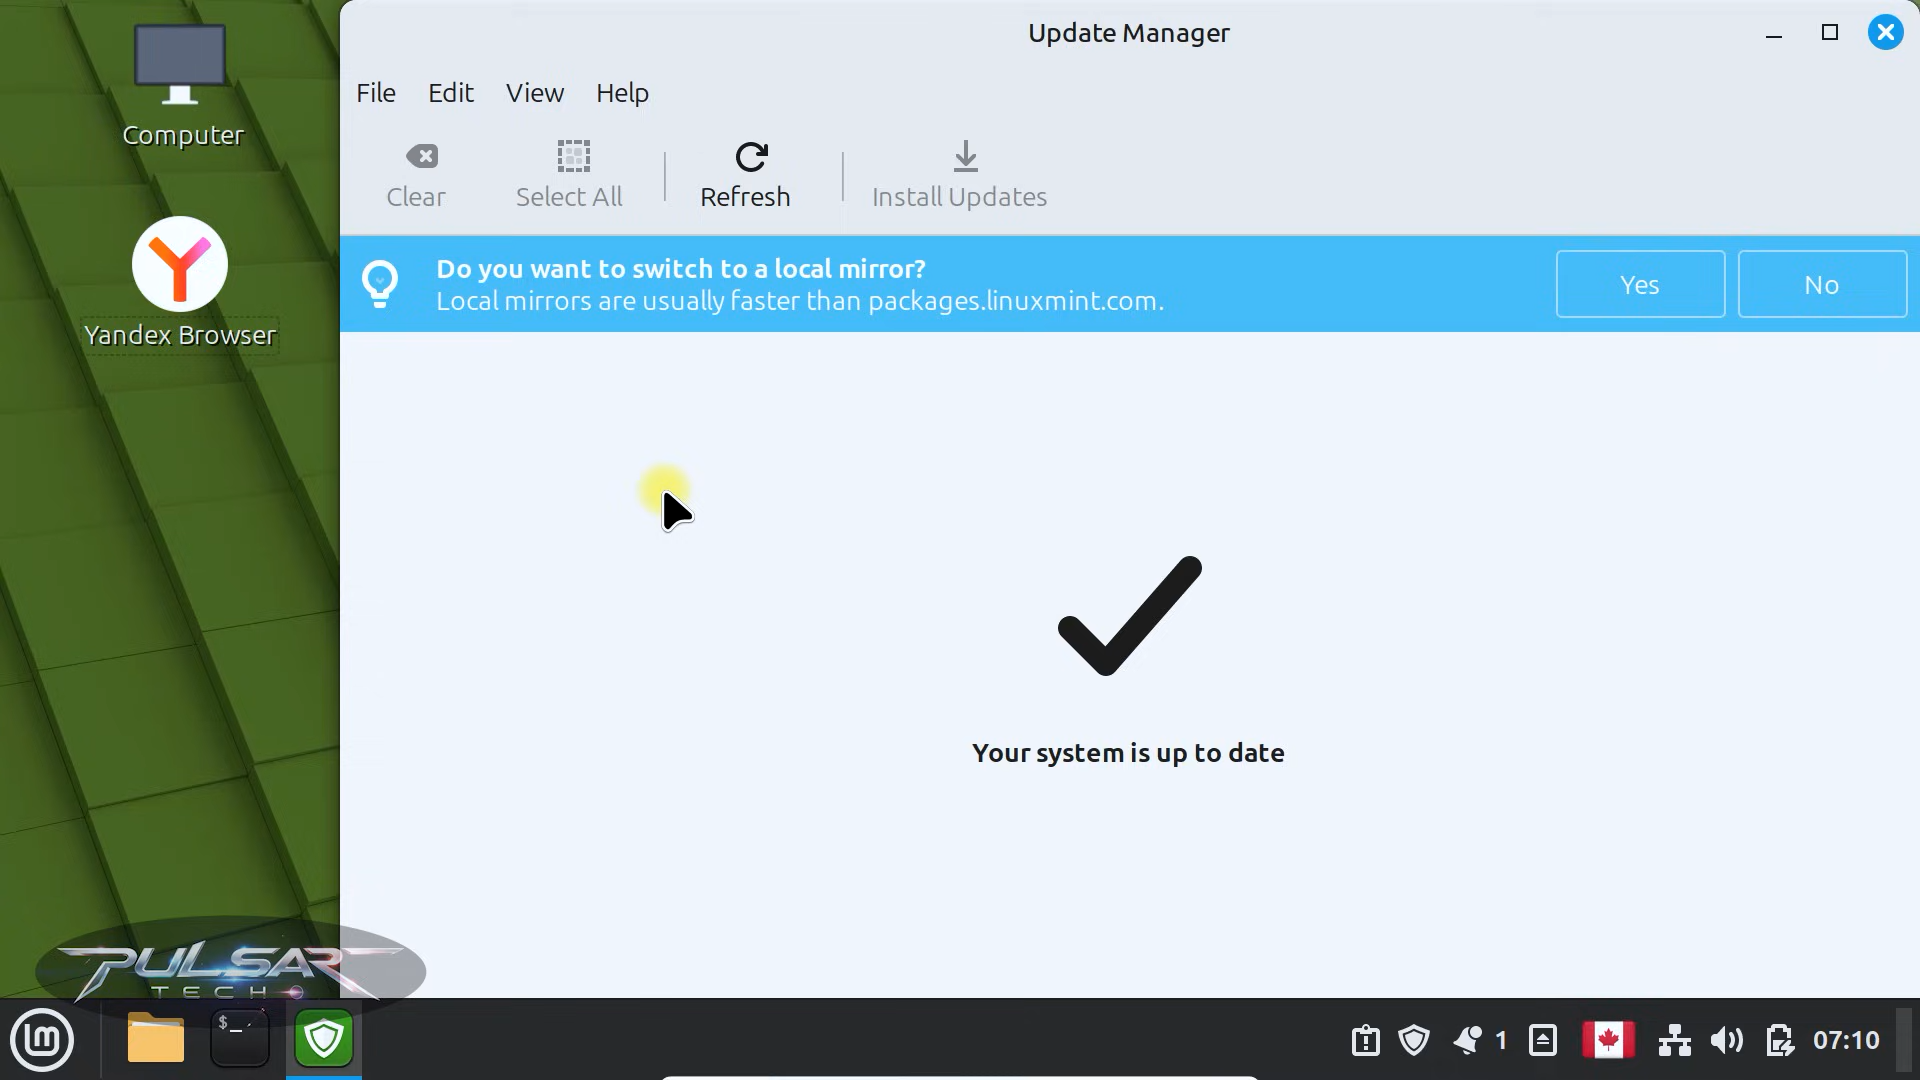 Computer
Yandex Browser
Update Manager
File Edit View Help
Clear Select All Refresh Install Updates
Do you want to switch to a local mirror?
Local mirrors are usually faster than packages.linuxmint.com.
Yes No
Your system is up to date
PULSAR
TECH
$_
1
07:10